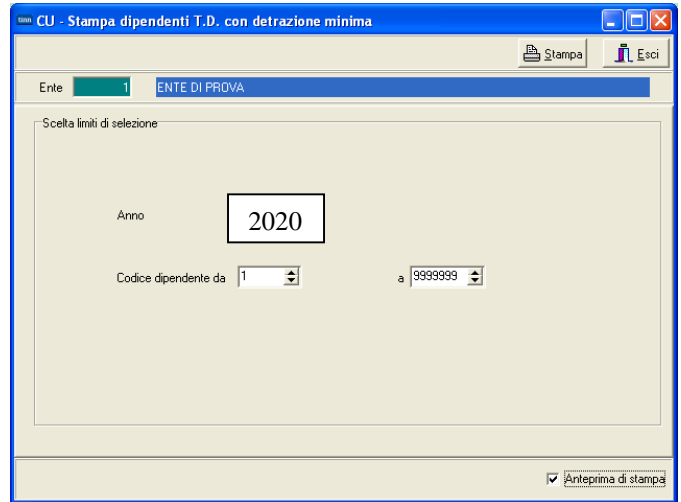 tinn CU - Stampa dipendenti T.D. con detrazione minima
Stampa Esci
Ente 1 ENTE DI PROVA
Scelta limiti di selezione
Anno 2020
Codice dipendente da 1 a 9999999
Anteprima di stampa